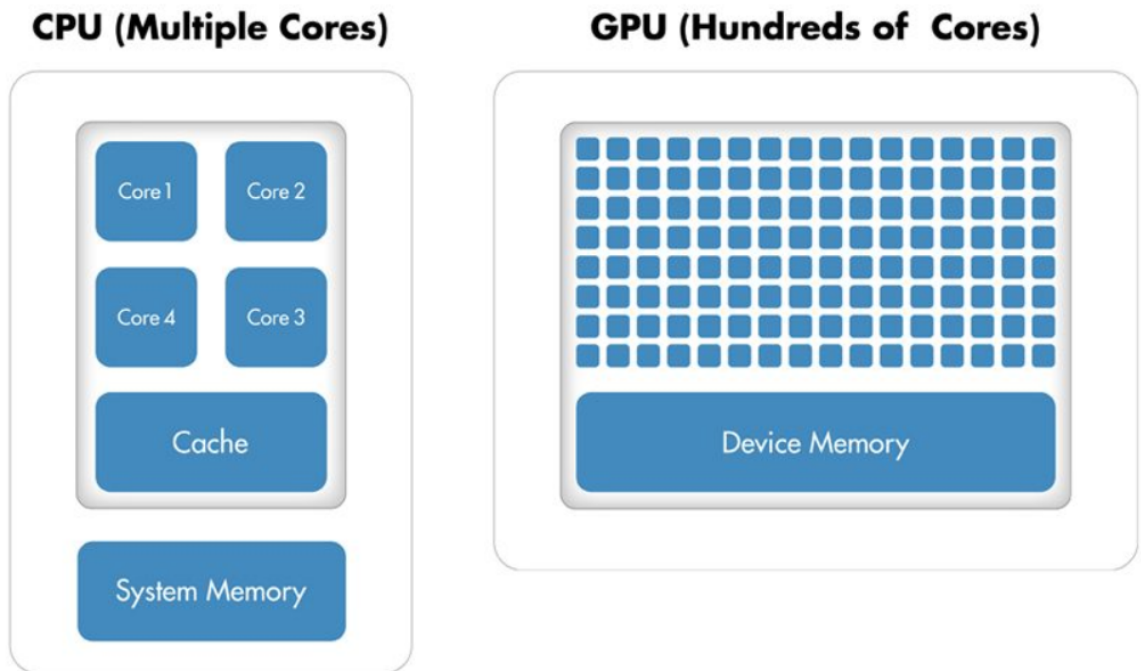 CPU (Multiple Cores)
GPU (Hundreds of Cores)
Core 1
Core 2
Core 4
Core 3
Cache
System Memory
Device Memory